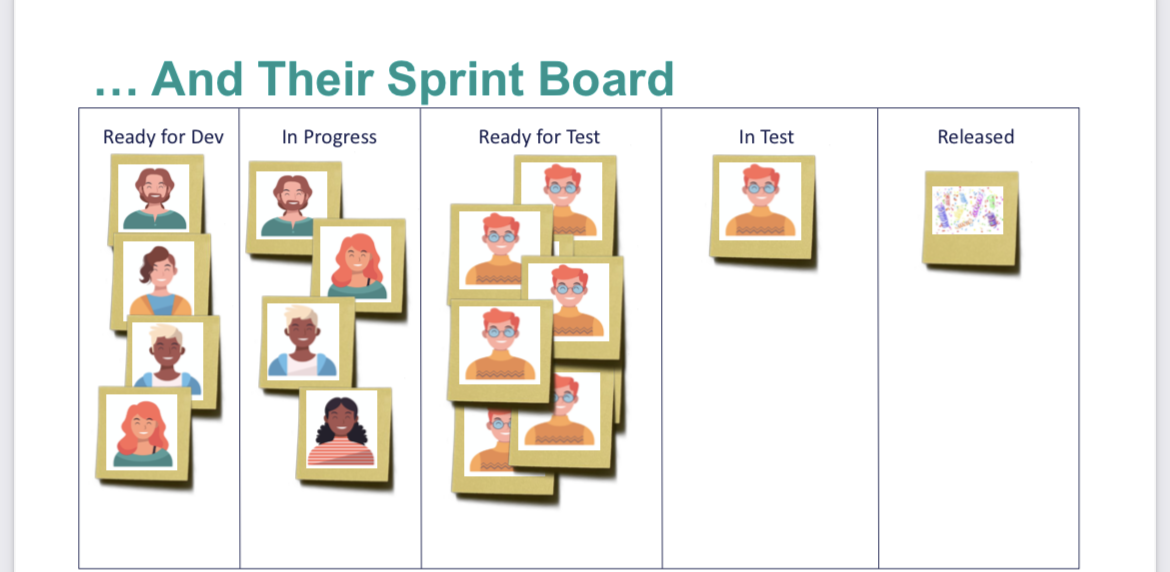 ... And Their Sprint Board
Ready for Dev
In Progress
Ready for Test
In Test
Released